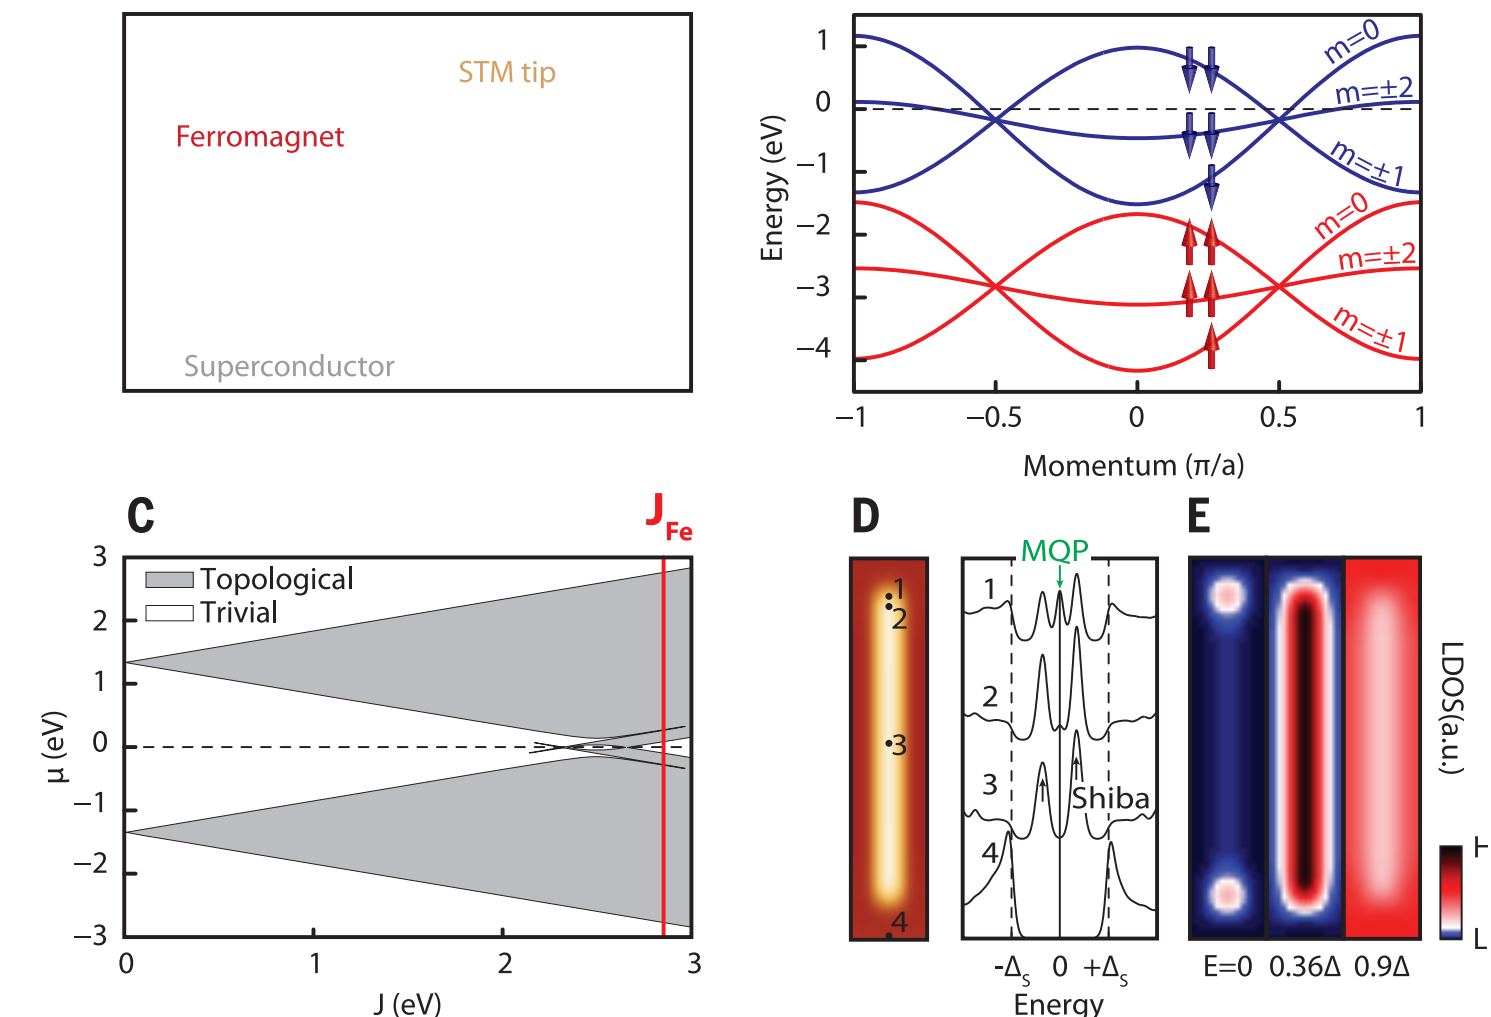 STM tip
Ferromagnet
Superconductor
Energy (eV)
1
0
−1
−2
−3
−4
m=0
m=±2
m=±1
m=0
m=±2
m=±1
−1
−0.5
0
0.5
1
Momentum (π/a)
C
J Fe
3
2
1
0
−1
−2
−3
μ (eV)
Topological
Trivial
0
1
2
3
J (eV)
D
1
2
3
4
MQP
1
2
3
Shiba
4
-ΔS 0 +ΔS
Energy
E
E=0 0.36Δ 0.9Δ
LDOS(a.u.)
L